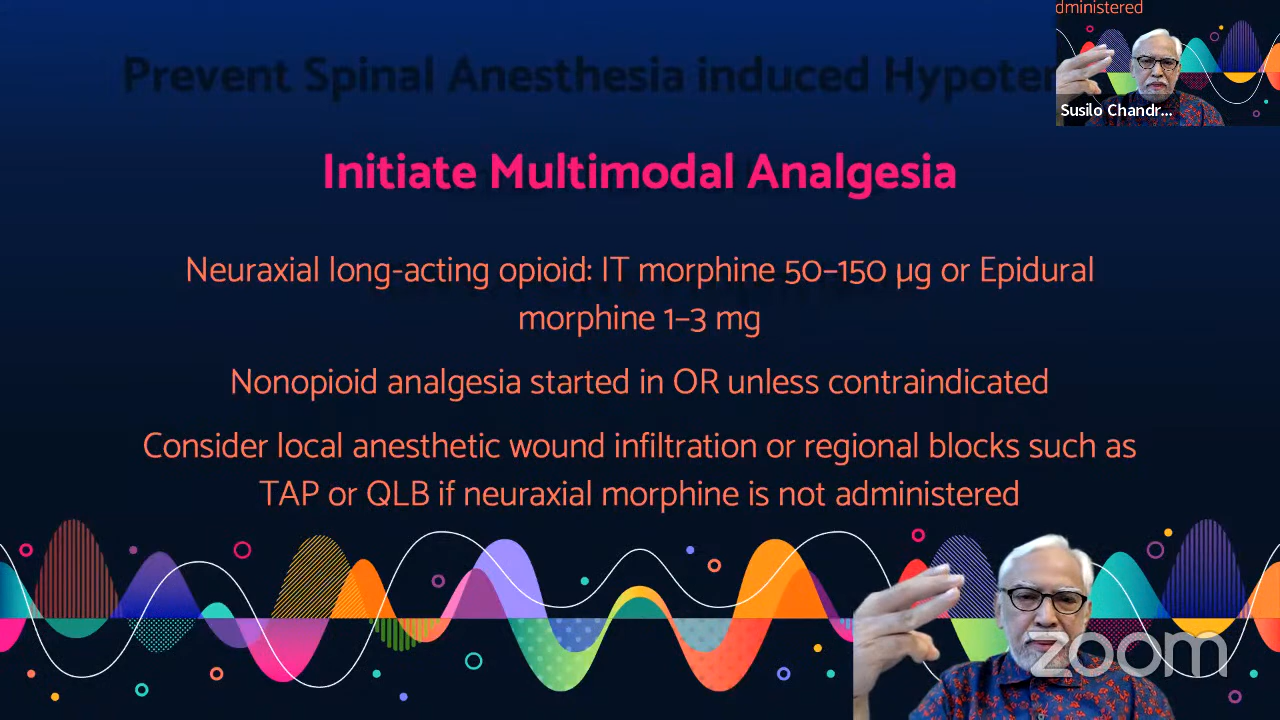 dministered
Prevent Spinal Anesthesia induced Hypoten
Susilo Chandr...
Initiate Multimodal Analgesia
Neuraxial long-acting opioid: IT morphine 50–150 µg or Epidural
morphine 1–3 mg
Nonopioid analgesia started in OR unless contraindicated
Consider local anesthetic wound infiltration or regional blocks such as
TAP or QLB if neuraxial morphine is not administered
zoom